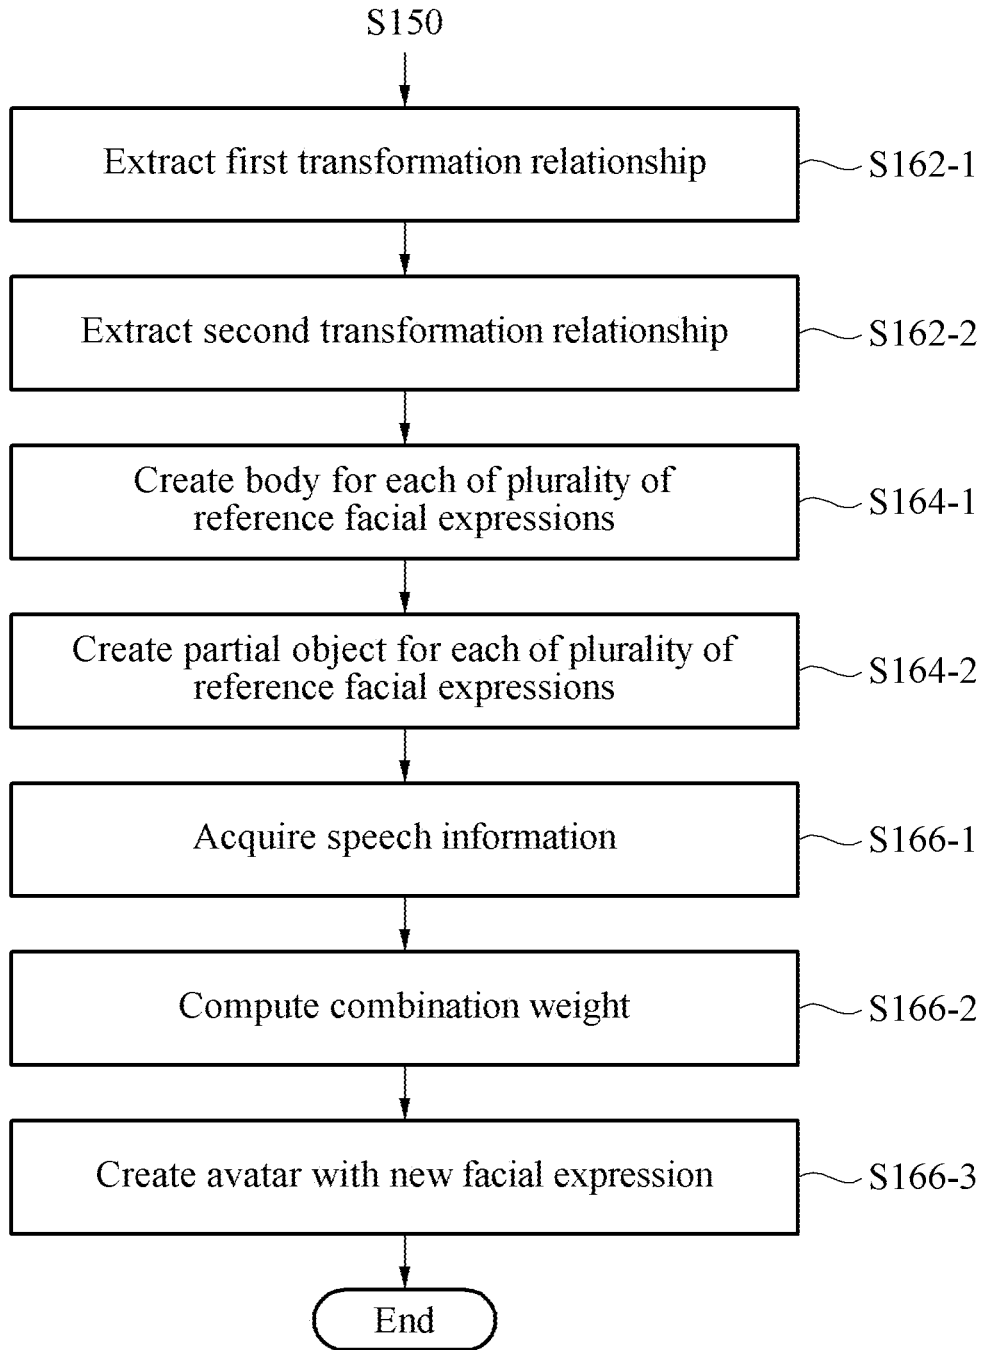 S150
Extract first transformation relationship
S162-1
Extract second transformation relationship
S162-2
Create body for each of plurality of
reference facial expressions
S164-1
Create partial object for each of plurality of
reference facial expressions
S164-2
Acquire speech information
S166-1
Compute combination weight
S166-2
Create avatar with new facial expression
S166-3
End